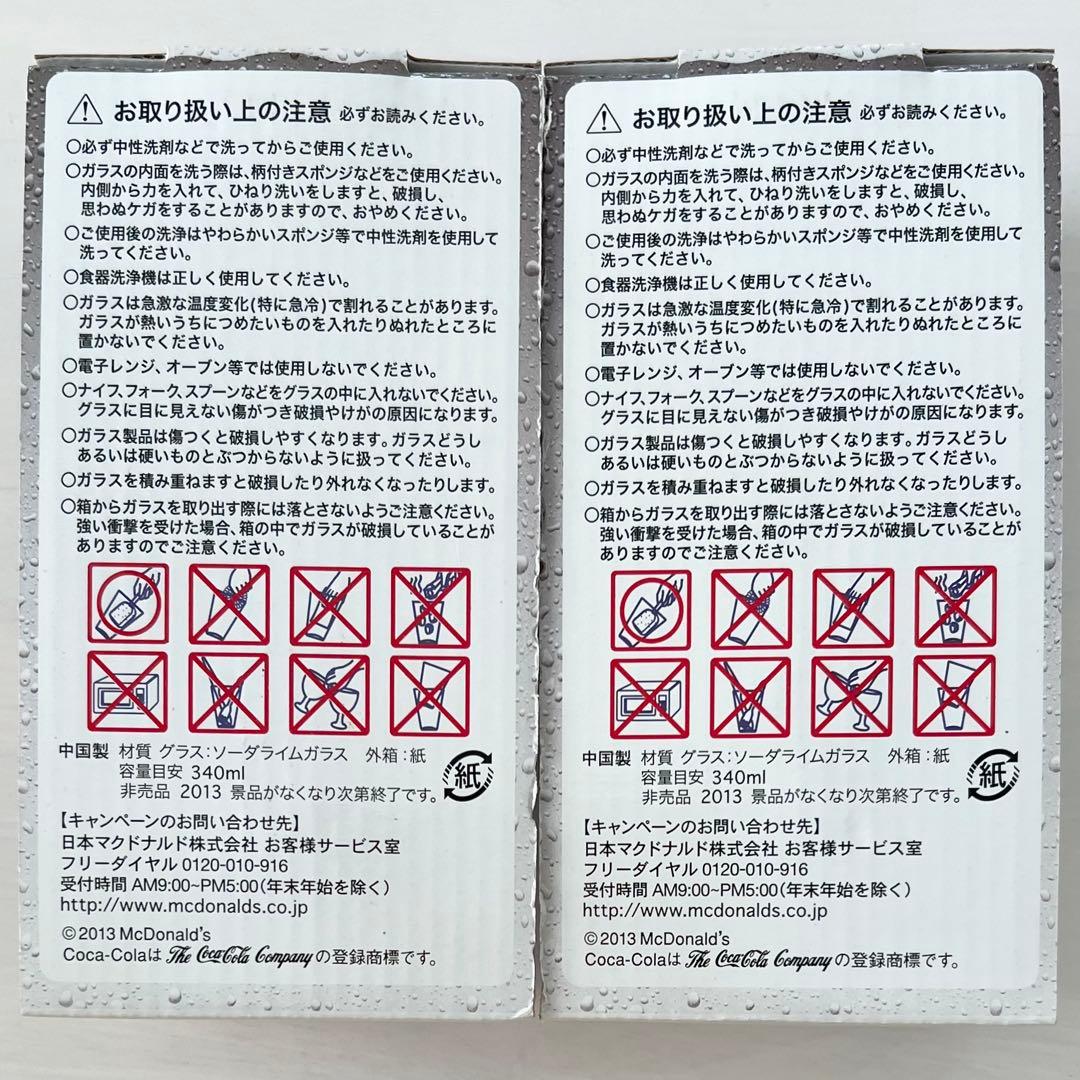 お取り扱い上の注意 必ずお読みください。
○必ず中性洗剤などで洗ってからご使用ください。
○ガラスの内面を洗う際は、柄付きスポンジなどをご使用ください。
内側から力を入れて、ひねり洗いをしますと、破損し、
思わぬケガをすることがありますので、おやめください。
○ご使用後の洗浄はやわらかいスポンジ等で中性洗剤を使用して
洗ってください。
○食器洗浄機は正しく使用してください。
○ガラスは急激な温度変化(特に急冷)で割れることがあります。
ガラスが熱いうちにつめたいものを入れたりぬれたところに
置かないでください。
○電子レンジ、オーブン等では使用しないでください。
○ナイフ、フォーク、スプーンなどをグラスの中に入れないでください。
グラスに目に見えない傷がつき破損やけがの原因になります。
○ガラス製品は傷つくと破損しやすくなります。ガラスどうし
あるいは硬いものとぶつからないように扱ってください。
○ガラスを積み重ねますと破損したり外れなくなったりします。
○箱からガラスを取り出す際には落とさないようご注意ください。
強い衝撃を受けた場合、箱の中でガラスが破損していることが
ありますのでご注意ください。
中国製 材質 グラス:ソーダライムガラス 外箱:紙
容量目安 340ml
非売品 2013 景品がなくなり次第終了です。
紙
【キャンペーンのお問い合わせ先】
日本マクドナルド株式会社 お客様サービス室
フリーダイヤル 0120-010-916
受付時間 AM9:00~PM5:00(年末年始を除く)
http://www.mcdonalds.co.jp
©2013 McDonald's
Coca-Colaは The Coca-Cola Company の登録商標です。
お取り扱い上の注意 必ずお読みください。
○必ず中性洗剤などで洗ってからご使用ください。
○ガラスの内面を洗う際は、柄付きスポンジなどをご使用ください。
内側から力を入れて、ひねり洗いをしますと、破損し、
思わぬケガをすることがありますので、おやめください。
○ご使用後の洗浄はやわらかいスポンジ等で中性洗剤を使用して
洗ってください。
○食器洗浄機は正しく使用してください。
○ガラスは急激な温度変化(特に急冷)で割れることがあります。
ガラスが熱いうちにつめたいものを入れたりぬれたところに
置かないでください。
○電子レンジ、オーブン等では使用しないでください。
○ナイフ、フォーク、スプーンなどをグラスの中に入れないでください。
グラスに目に見えない傷がつき破損やけがの原因になります。
○ガラス製品は傷つくと破損しやすくなります。ガラスどうし
あるいは硬いものとぶつからないように扱ってください。
○ガラスを積み重ねますと破損したり外れなくなったりします。
○箱からガラスを取り出す際には落とさないようご注意ください。
強い衝撃を受けた場合、箱の中でガラスが破損していることが
ありますのでご注意ください。
中国製 材質 グラス:ソーダライムガラス 外箱:紙
容量目安 340ml
非売品 2013 景品がなくなり次第終了です。
紙
【キャンペーンのお問い合わせ先】
日本マクドナルド株式会社 お客様サービス室
フリーダイヤル 0120-010-916
受付時間 AM9:00~PM5:00(年末年始を除く)
http://www.mcdonalds.co.jp
©2013 McDonald's
Coca-Colaは The Coca-Cola Company の登録商標です。